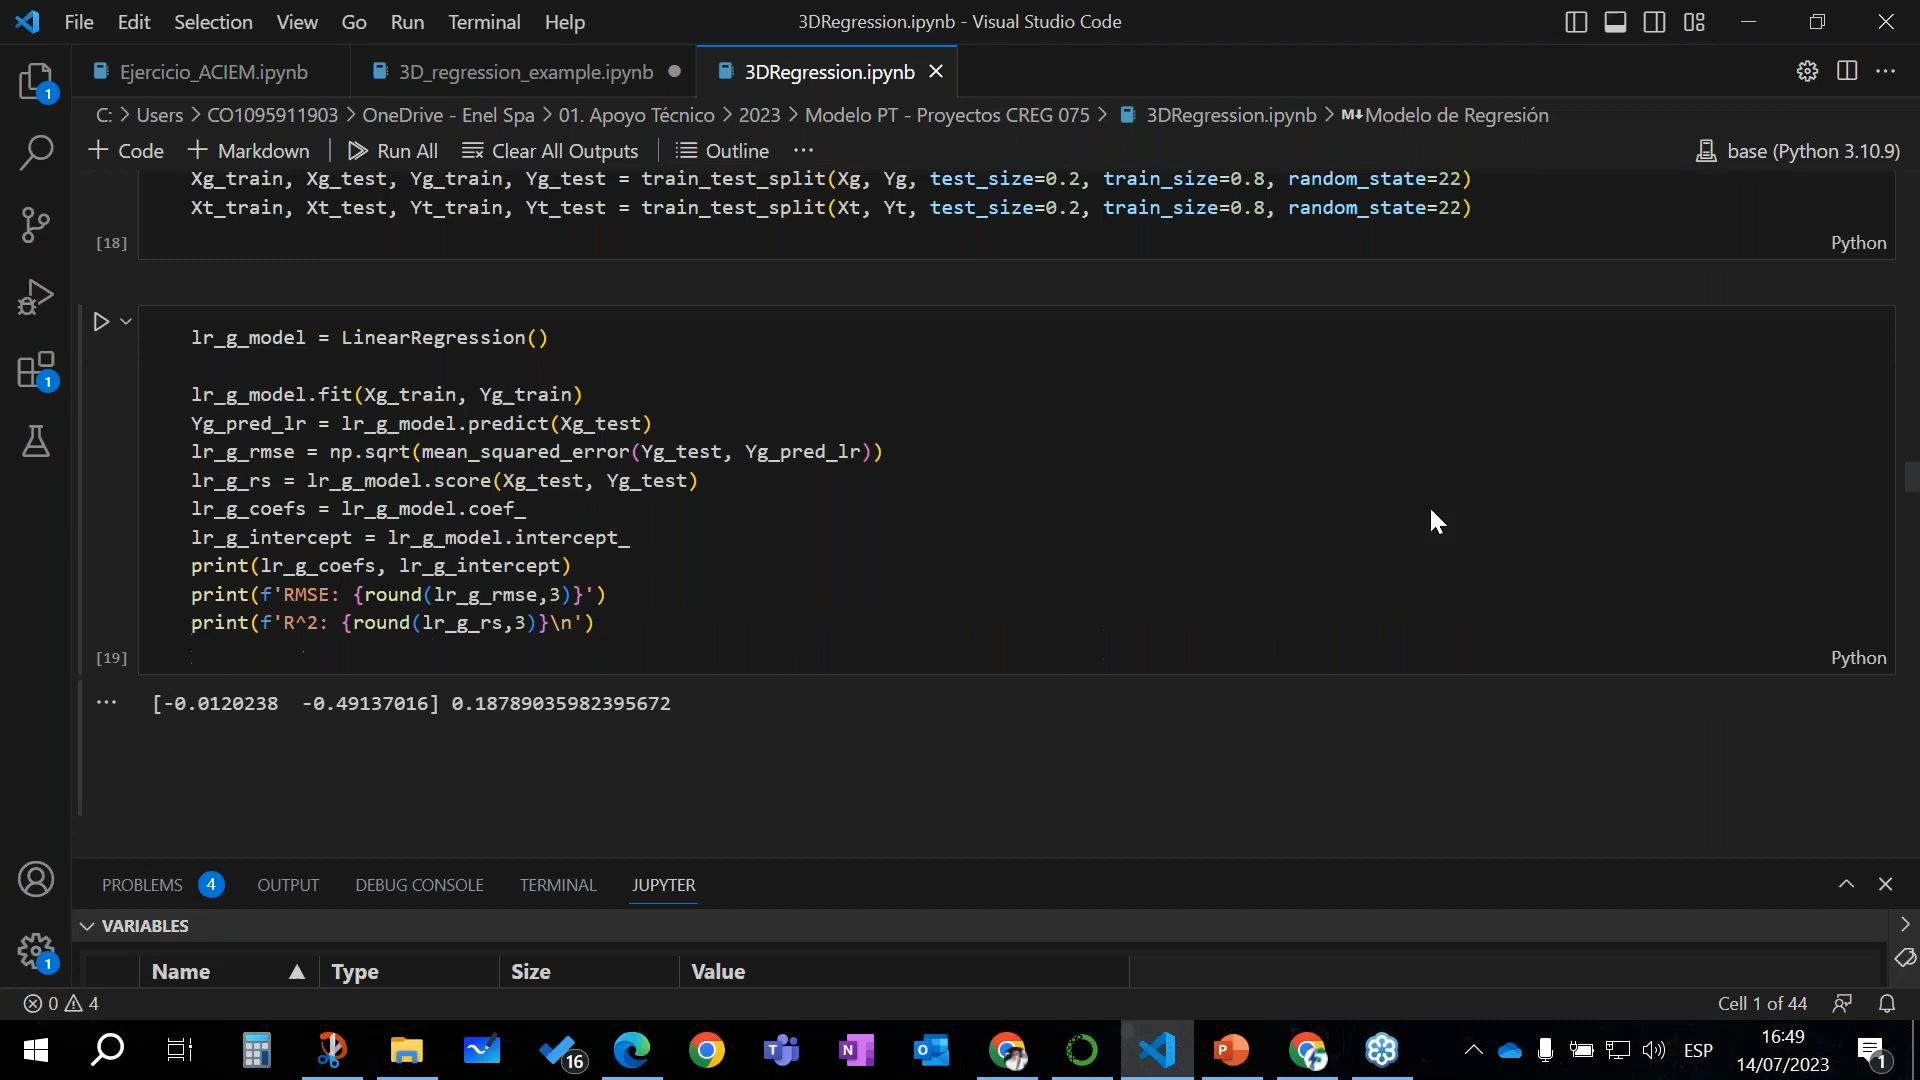 File Edit Selection View Go Run Terminal Help 3DRegression.ipynb - Visual Studio Code
Ejercicio_ACIEM.ipynb 3D_regression_example.ipynb 3DRegression.ipynb
C: > Users > CO1095911903 > OneDrive - Enel Spa > 01. Apoyo Técnico > 2023 > Modelo PT - Proyectos CREG 075 > 3DRegression.ipynb > M↓Modelo de Regresión
+ Code + Markdown Run All Clear All Outputs Outline ··· base (Python 3.10.9)
Xg_train, Xg_test, Yg_train, Yg_test = train_test_split(Xg, Yg, test_size=0.2, train_size=0.8, random_state=22)
Xt_train, Xt_test, Yt_train, Yt_test = train_test_split(Xt, Yt, test_size=0.2, train_size=0.8, random_state=22)
[18] Python
lr_g_model = LinearRegression()
lr_g_model.fit(Xg_train, Yg_train)
Yg_pred_lr = lr_g_model.predict(Xg_test)
lr_g_rmse = np.sqrt(mean_squared_error(Yg_test, Yg_pred_lr))
lr_g_rs = lr_g_model.score(Xg_test, Yg_test)
lr_g_coefs = lr_g_model.coef_
lr_g_intercept = lr_g_model.intercept_
print(lr_g_coefs, lr_g_intercept)
print(f'RMSE: {round(lr_g_rmse,3)}')
print(f'R^2: {round(lr_g_rs,3)}\n')
[19] Python
··· [-0.0120238 -0.49137016] 0.18789035982395672
PROBLEMS 4 OUTPUT DEBUG CONSOLE TERMINAL JUPYTER
VARIABLES
Name Type Size Value
0 4 Cell 1 of 44
16 ESP 16:49
14/07/2023 1